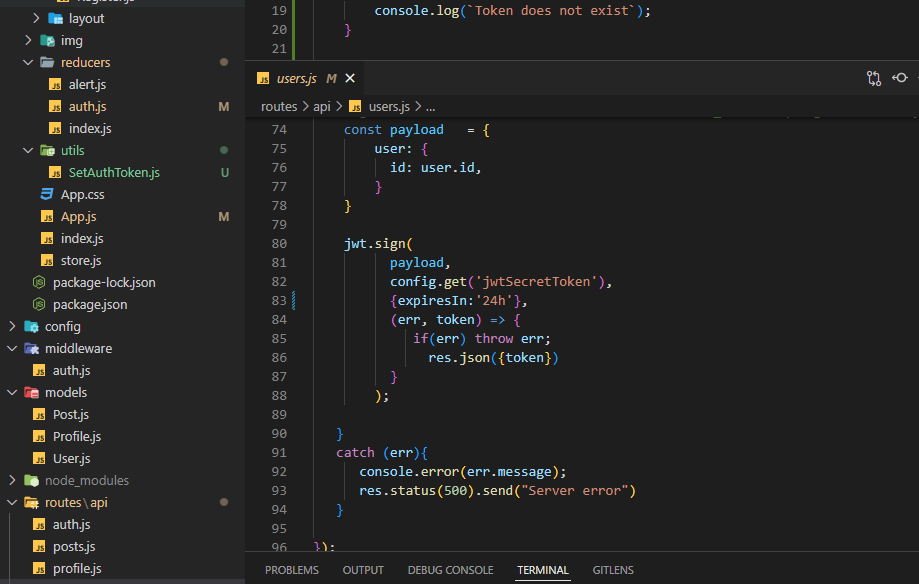 layout
img
reducers
alert.js
auth.js M
index.js
utils
SetAuthToken.js U
App.css
App.js M
index.js
store.js
package-lock.json
package.json
config
middleware
auth.js
models
Post.js
Profile.js
User.js
node_modules
routes\api
auth.js
posts.js
profile.js
19 console.log(`Token does not exist`);
20 }
21
users.js M
routes > api > users.js > ...
74 const payload = {
75 user: {
76 id: user.id,
77 }
78 }
79
80 jwt.sign(
81 payload,
82 config.get('jwtSecretToken'),
83 {expiresIn:'24h'},
84 (err, token) => {
85 if(err) throw err;
86 res.json({token})
87 }
88 );
89
90 }
91 catch (err){
92 console.error(err.message);
93 res.status(500).send("Server error")
94 }
95
96 });
PROBLEMS OUTPUT DEBUG CONSOLE TERMINAL GITLENS